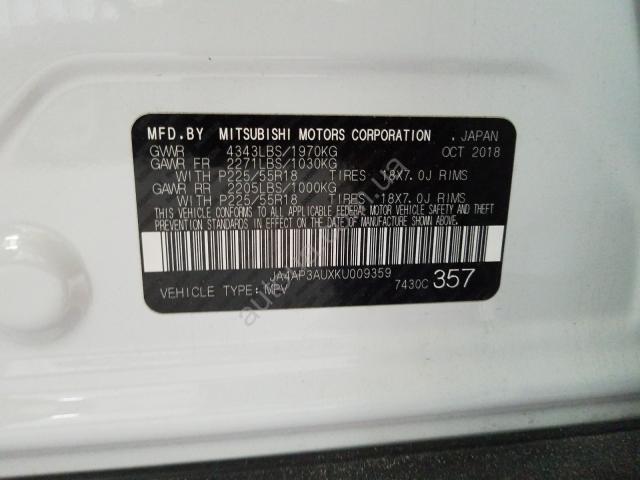 MFD.BY MITSUBISHI MOTORS CORPORATION . JAPAN
GVWR 4343LBS/1970KG OCT 2018
GAWR FR 2271LBS/1030KG
WITH P225/55R18 TIRES 18X7.0J RIMS
GAWR RR 2205LBS/1000KG
WITH P225/55R18 TIRES 18X7.0J RIMS
THIS VEHICLE CONFORMS TO ALL APPLICABLE FEDERAL MOTOR VEHICLE SAFETY AND THEFT
PREVENTION STANDARDS IN EFFECT ON THE DATE OF MANUFACTURE SHOWN ABOVE.
JA4AP3AUXKU009359
VEHICLE TYPE:MPV 7430C 357